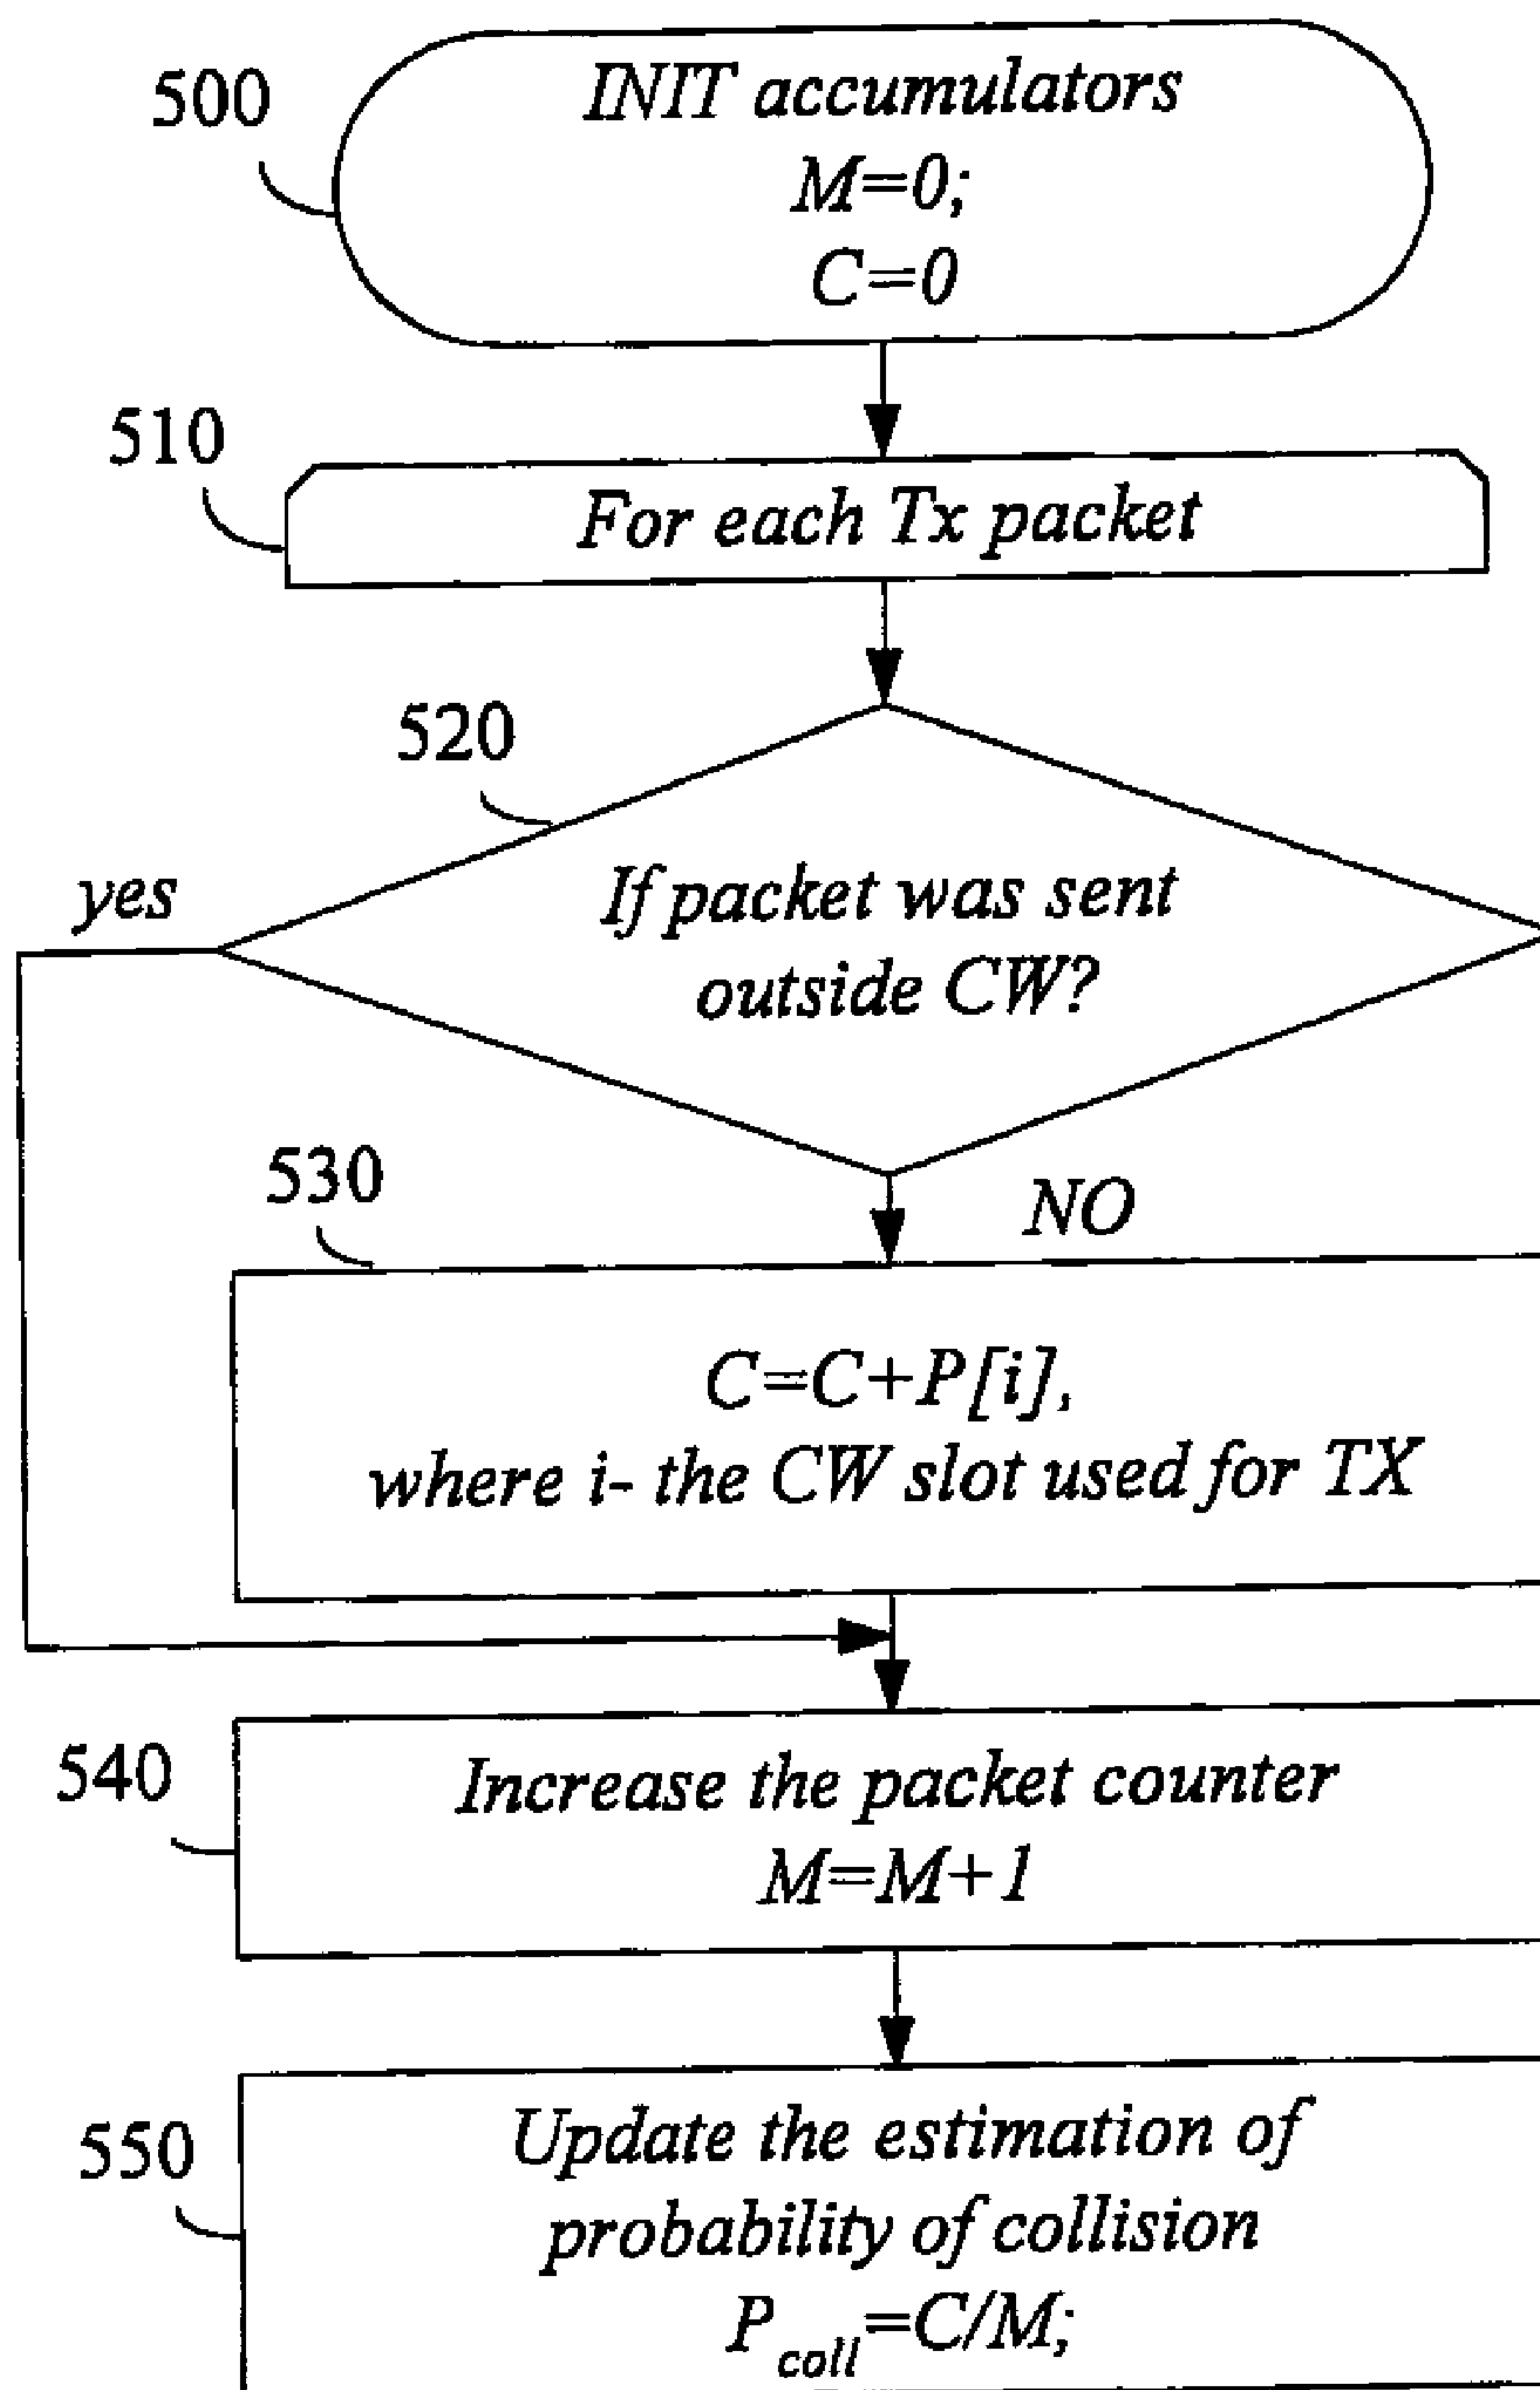 500
INIT accumulators
M=0;
C=0
510
For each Tx packet
520
yes
If packet was sent
outside CW?
530
NO
C=C+P[i],
where i- the CW slot used for TX
540
Increase the packet counter
M=M+1
550
Update the estimation of
probability of collision
Pcoll=C/M;